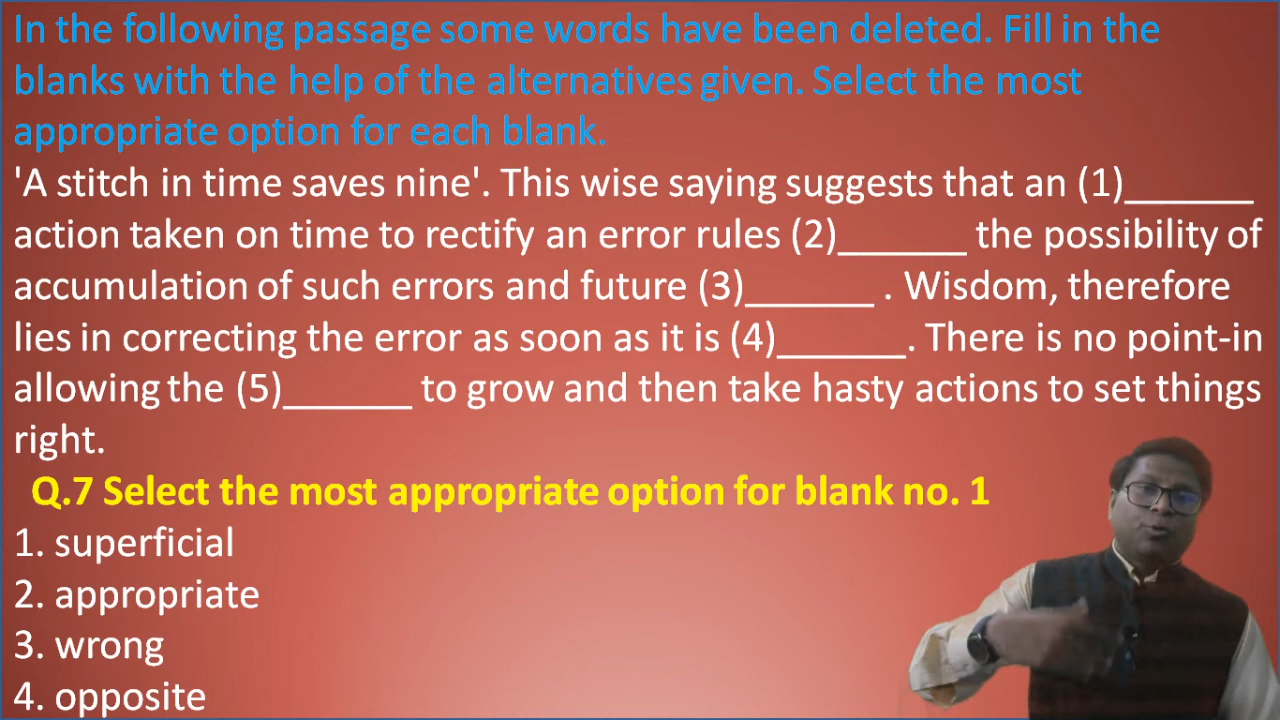 In the following passage some words have been deleted. Fill in the
blanks with the help of the alternatives given. Select the most
appropriate option for each blank.
'A stitch in time saves nine'. This wise saying suggests that an (1)______
action taken on time to rectify an error rules (2)______ the possibility of
accumulation of such errors and future (3)______ . Wisdom, therefore
lies in correcting the error as soon as it is (4)______. There is no point-in
allowing the (5)______ to grow and then take hasty actions to set things
right.
Q.7 Select the most appropriate option for blank no. 1
1. superficial
2. appropriate
3. wrong
4. opposite